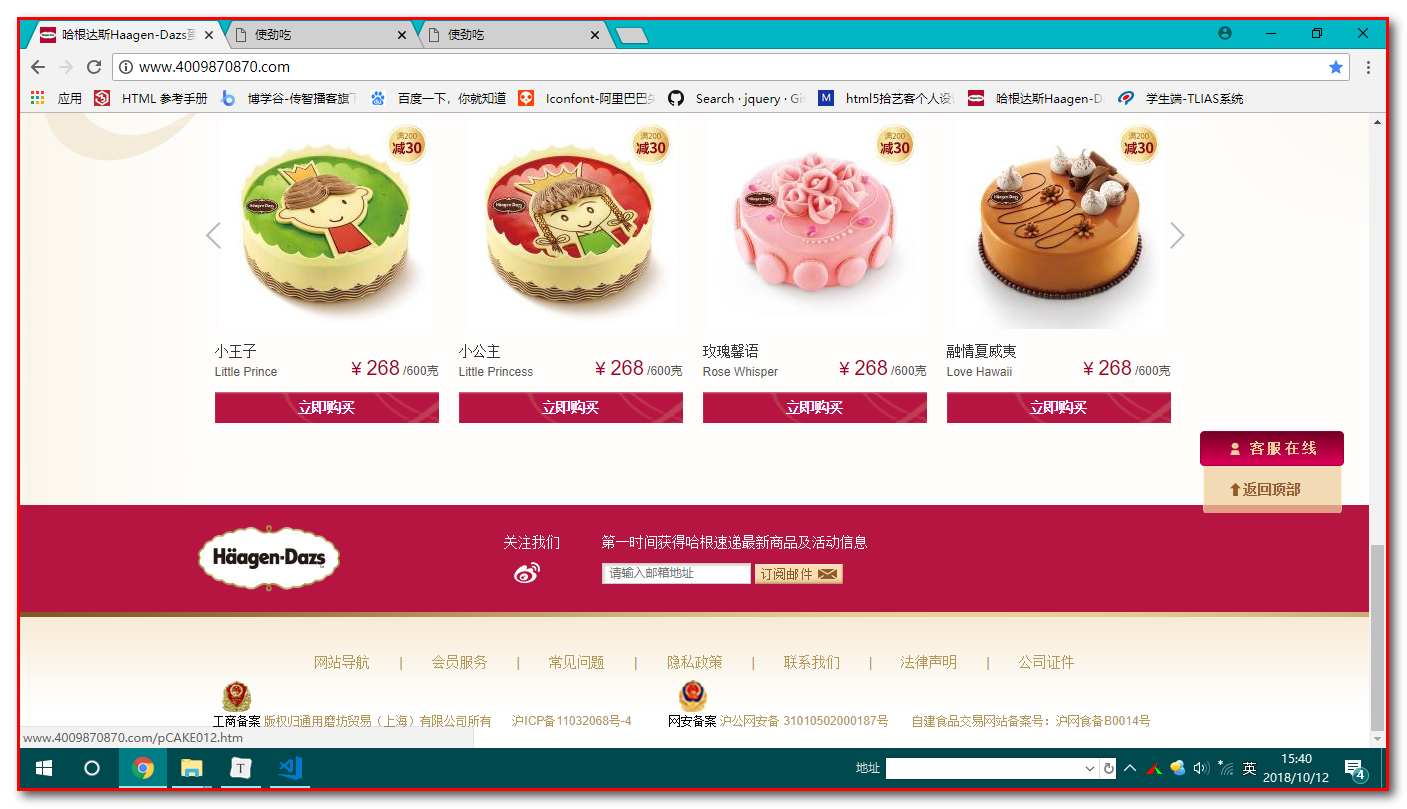 哈根达斯Haagen-Dazs蛋
使劲吃
使劲吃
www.4009870870.com
应用 HTML 参考手册 博学谷-传智播客旗下 百度一下，你就知道 Iconfont-阿里巴巴矢 Search · jquery · Git html5拾艺客个人设计 哈根达斯Haagen-D 学生端-TLIAS系统
满200 满200 满200 满200
减30 减30 减30 减30
Häagen-Dazs Häagen-Dazs Häagen-Dazs Häagen-Dazs
小王子 小公主 玫瑰馨语 融情夏威夷
Little Prince ¥ 268 /600克 Little Princess ¥ 268 /600克 Rose Whisper ¥ 268 /600克 Love Hawaii ¥ 268 /600克
立即购买 立即购买 立即购买 立即购买
客服在线
返回顶部
Häagen-Dazs
关注我们 第一时间获得哈根速递最新商品及活动信息
请输入邮箱地址 订阅邮件
网站导航 | 会员服务 | 常见问题 | 隐私政策 | 联系我们 | 法律声明 | 公司证件
工商备案 版权归通用磨坊贸易（上海）有限公司所有 沪ICP备11032068号-4 网安备案 沪公网安备 31010502000187号 自建食品交易网站备案号：沪网食备B0014号
www.4009870870.com/pCAKE012.htm
T 地址 英 15:40 4
2018/10/12